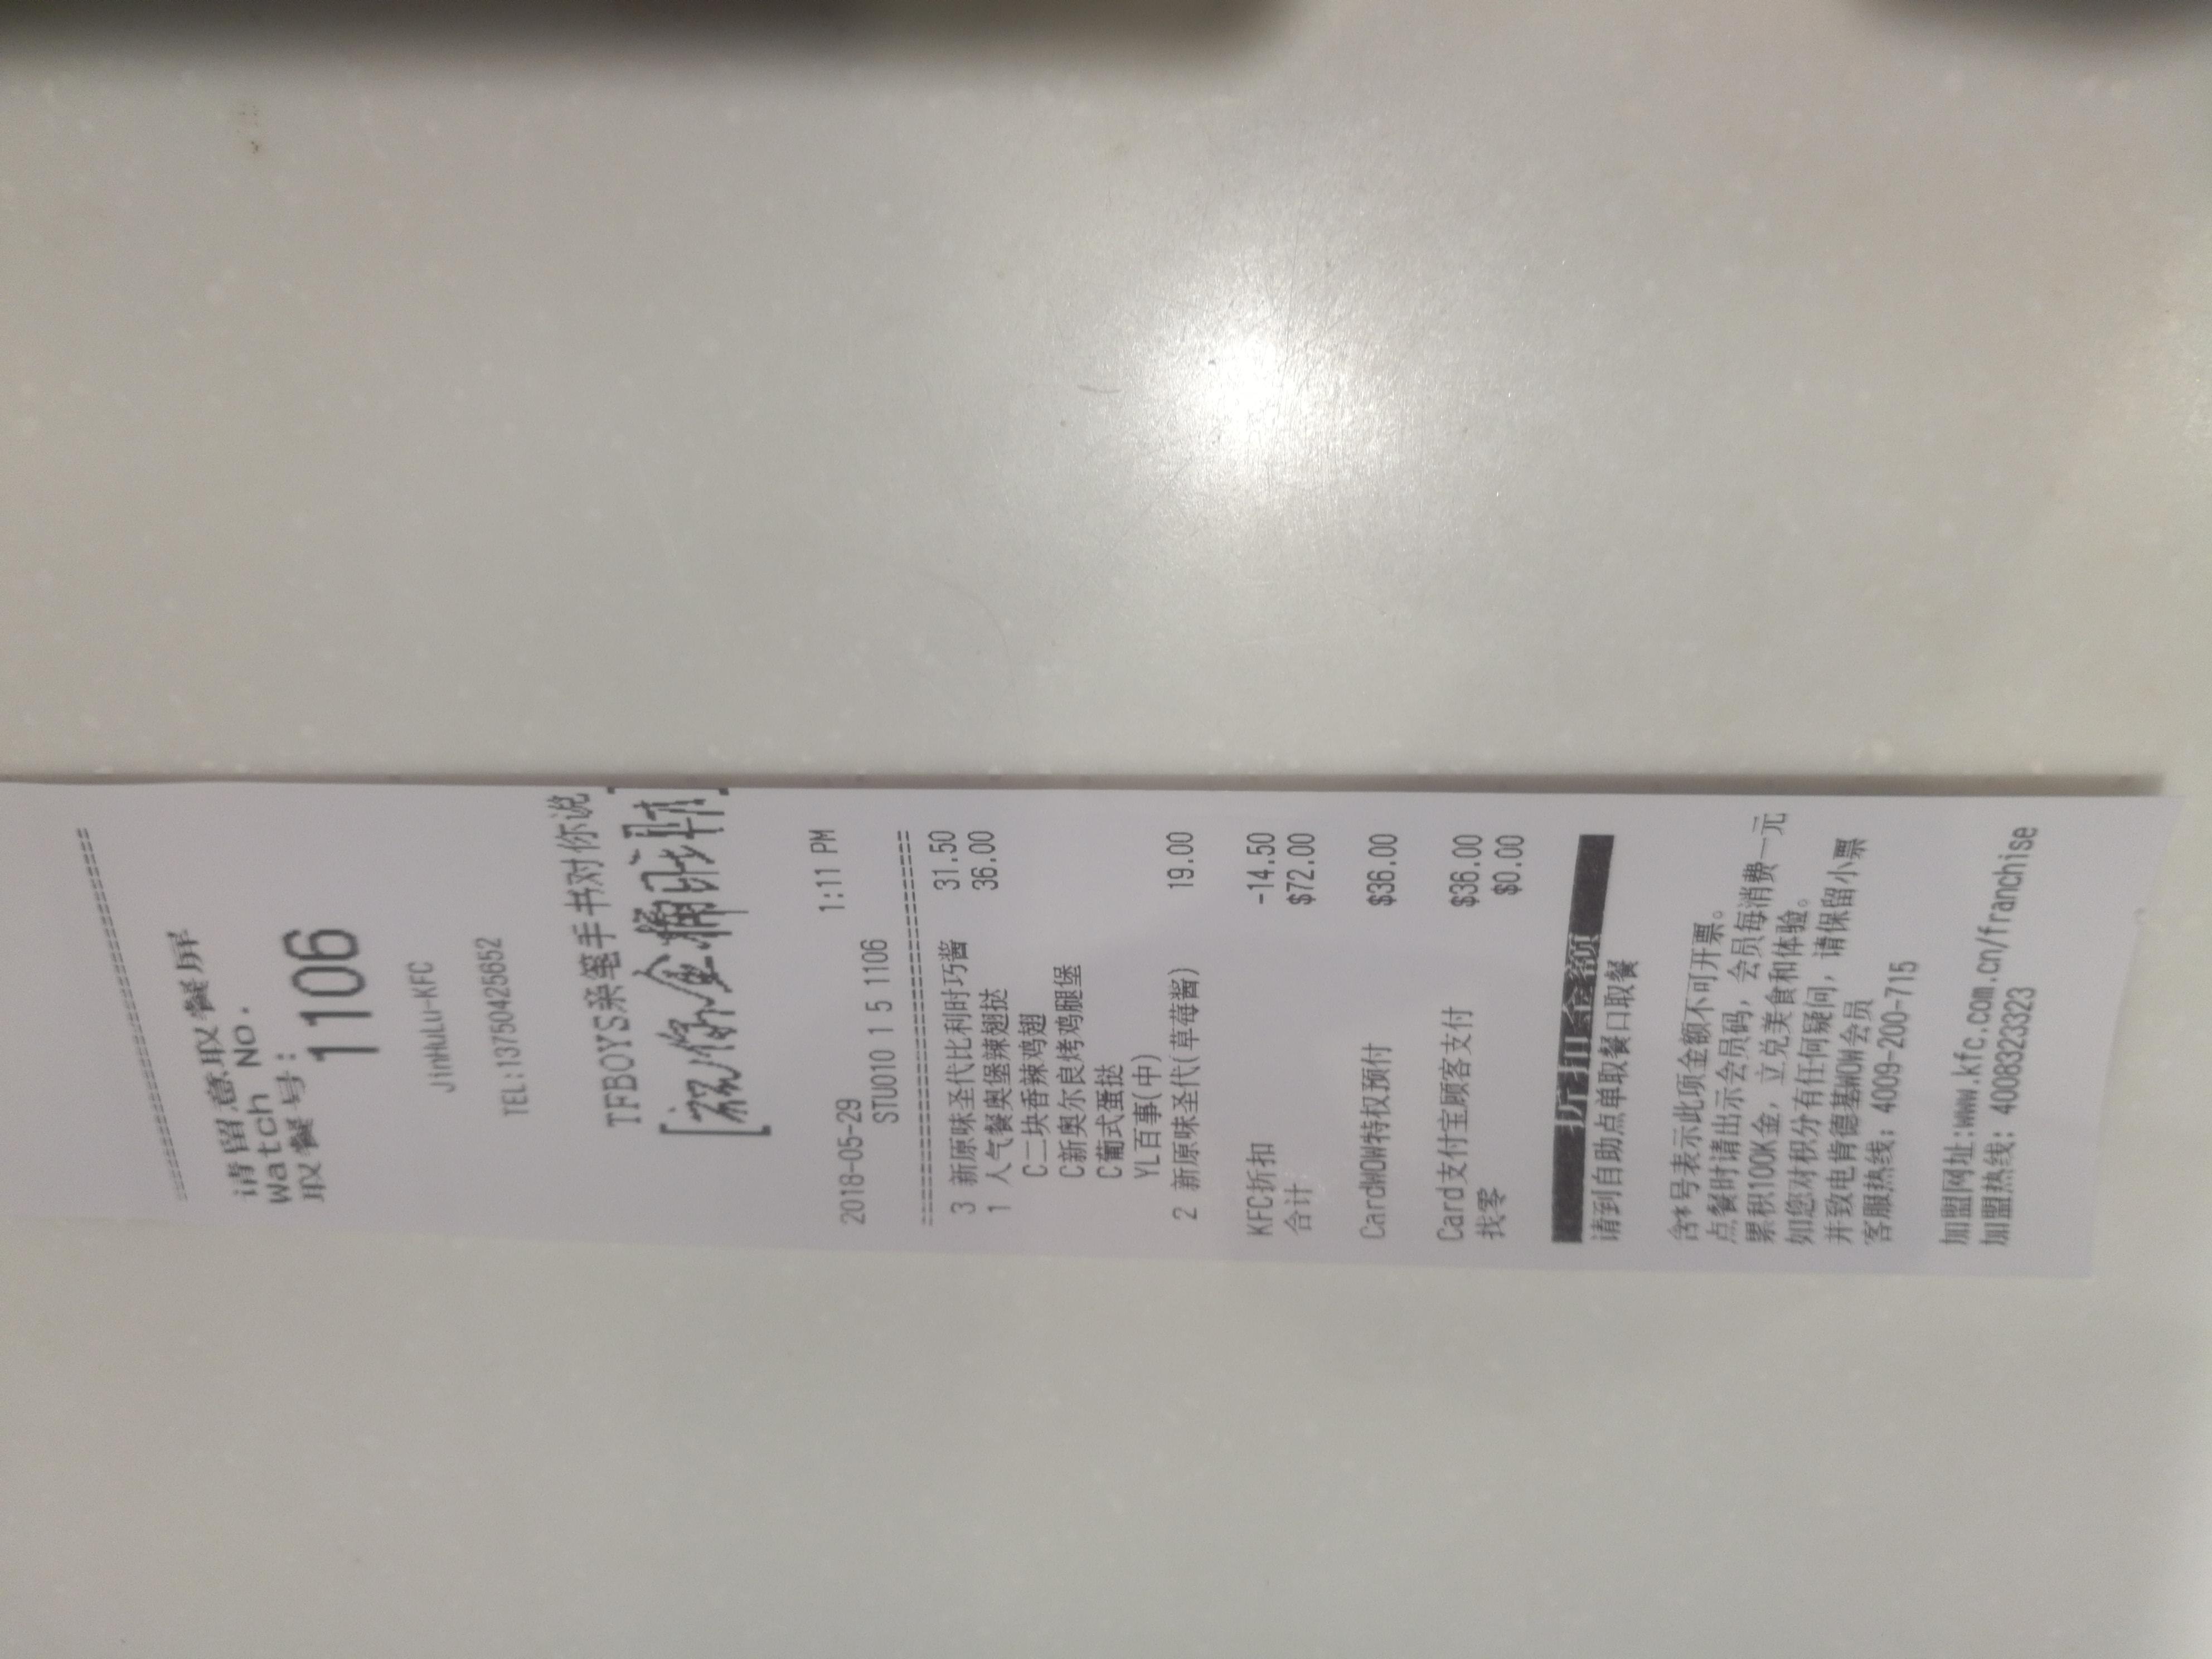 ========================
请留意取餐屏
Watch No.
取餐号:
1106
JinHuLu-KFC
TEL:13750425652
TFBOYS亲笔手书对你说
[祝你金榜题名]
2018-05-29 1:11 PM
STU010 1 5 1106
========================
3 新原味圣代比利时巧酱 31.50
1 人气餐奥堡辣翅挞 36.00
C二块香辣鸡翅
C新奥尔良烤鸡腿堡
C葡式蛋挞
YL百事(中)
2 新原味圣代(草莓酱) 19.00
KFC折扣 -14.50
合计 $72.00
CardWOW特权预付 $36.00
Card支付宝顾客支付 $36.00
找零 $0.00
折扣金额
请到自助点单取餐口取餐
含*号表示此项金额不可开票。
点餐时请出示会员码, 会员每消费一元
累积100K金, 立兑美食和体验。
如您对积分有任何疑问, 请保留小票
并致电肯德基WOW会员
客服热线: 4009-200-715
加盟网址:www.kfc.com.cn/franchise
加盟热线: 4008323323